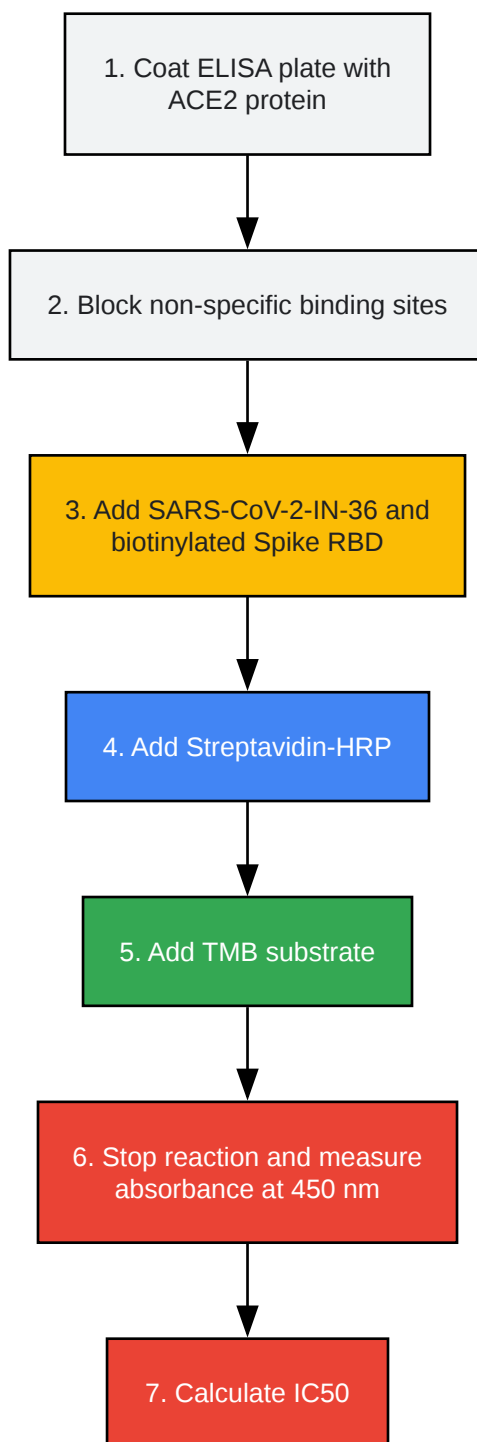 1. Coat ELISA plate with
ACE2 protein
2. Block non-specific binding sites
3. Add SARS-CoV-2-IN-36 and
biotinylated Spike RBD
4. Add Streptavidin-HRP
5. Add TMB substrate
6. Stop reaction and measure
absorbance at 450 nm
7. Calculate IC50